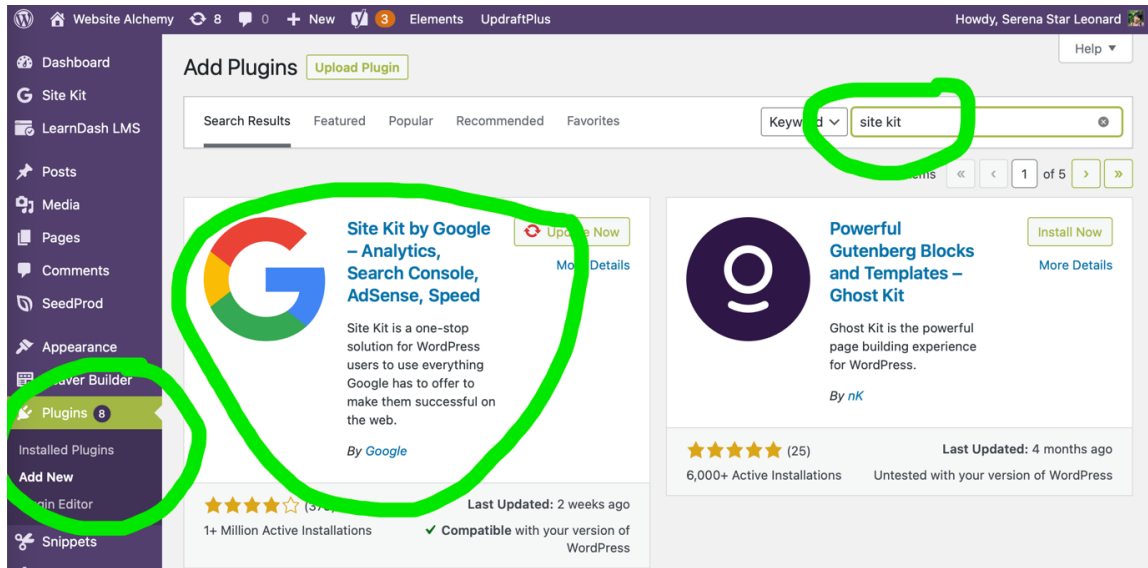 Website Alchemy 8 0 + New 3 Elements UpdraftPlus Howdy, Serena Star Leonard
Dashboard
Site Kit
LearnDash LMS
Posts
Media
Pages
Comments
SeedProd
Appearance
Builder
Plugins 8
Installed Plugins
Add New
Editor
Snippets
Help ▼
Add Plugins Upload Plugin
Search Results Featured Popular Recommended Favorites
site kit
« ‹ 1 of 5 › »
Site Kit by Google
– Analytics,
Search Console,
AdSense, Speed
Now
More Details
Site Kit is a one-stop
solution for WordPress
users to use everything
Google has to offer to
make them successful on
the web.
By Google
Last Updated: 2 weeks ago
1+ Million Active Installations
✔ Compatible with your version of
WordPress
Powerful
Gutenberg Blocks
and Templates –
Ghost Kit
Install Now
More Details
Ghost Kit is the powerful
page building experience
for WordPress.
By nK
(25)
Last Updated: 4 months ago
6,000+ Active Installations
Untested with your version of WordPress